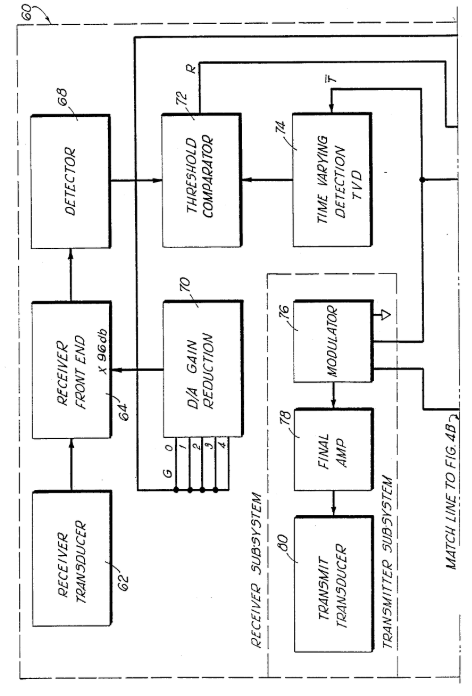 60
RECEIVER
TRANSDUCER
62
RECEIVER
FRONT END
X 96db
64
DETECTOR
68
G
0
1
2
3
4
D/A GAIN
REDUCTION
70
THRESHOLD
COMPARATOR
72
R
TIME VARYING
DETECTION
TVD
74
T̅
RECEIVER SUBSYSTEM
TRANSMIT
TRANSDUCER
80
FINAL
AMP
78
MODULATOR
76
TRANSMITTER SUBSYSTEM
MATCH LINE TO FIG. 4B